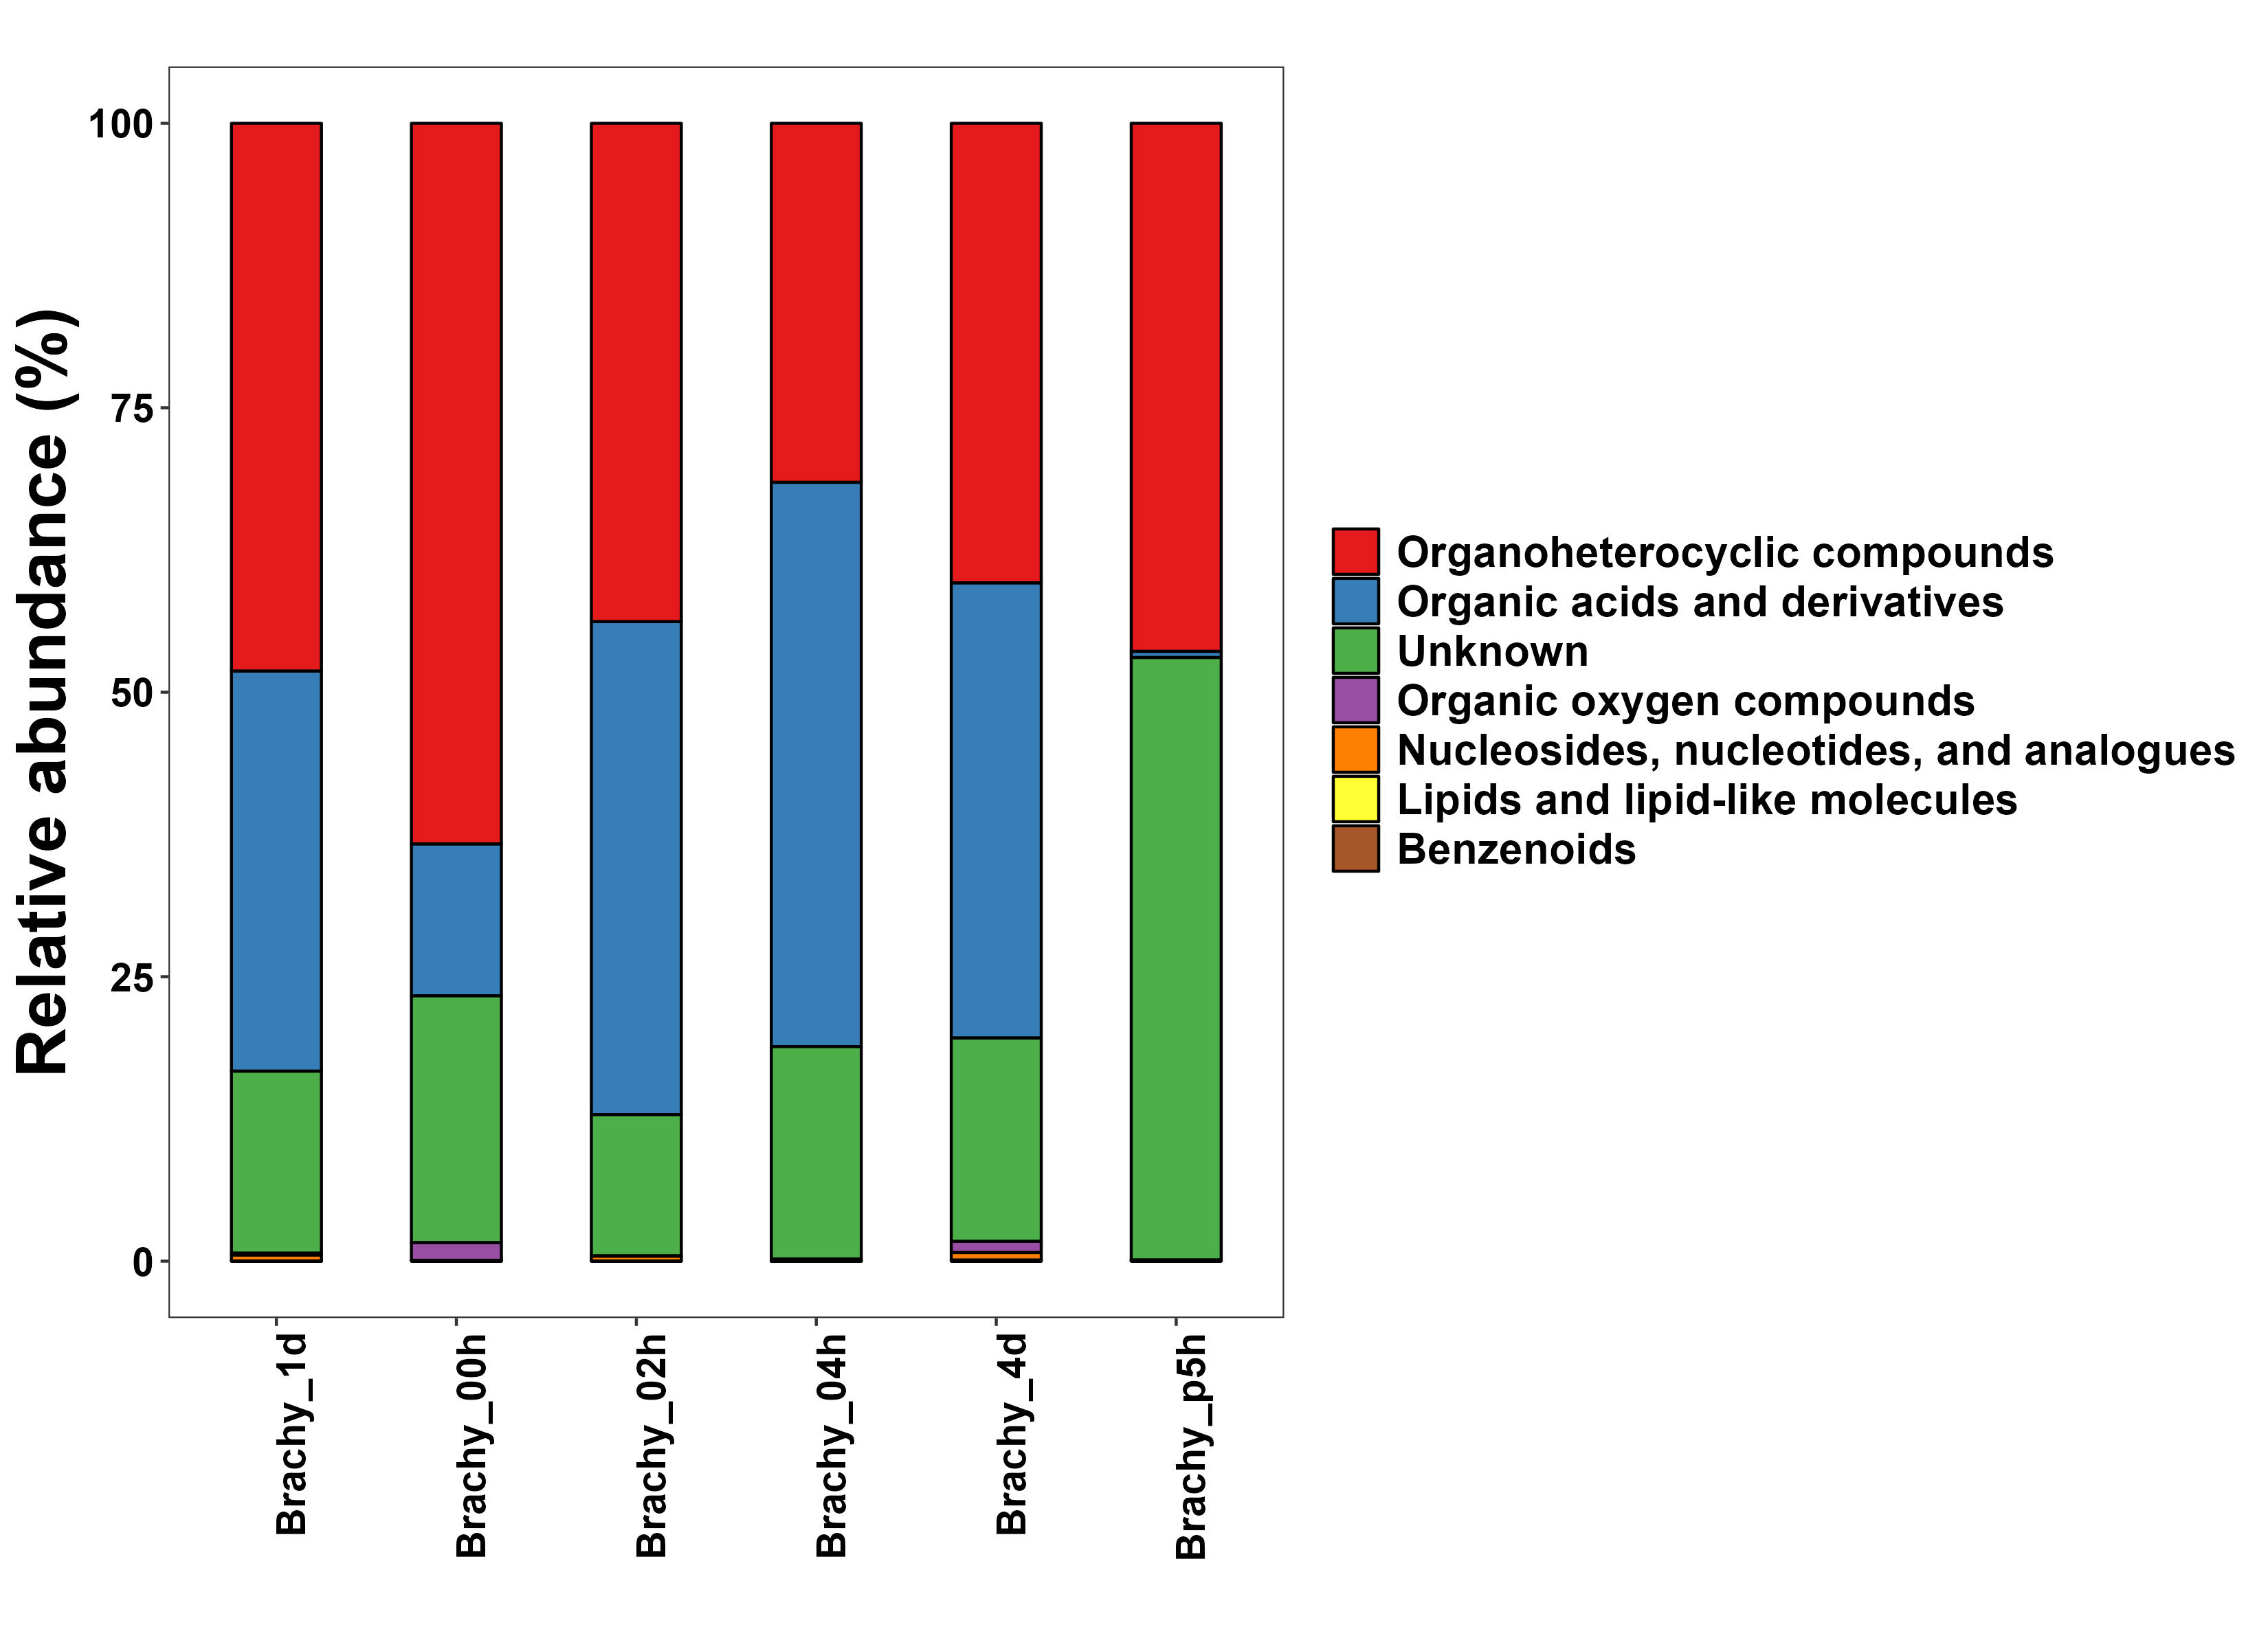 Relative abundance (%)
100
75
50
25
0
Brachy_1d
Brachy_00h
Brachy_02h
Brachy_04h
Brachy_4d
Brachy_p5h
Organoheterocyclic compounds
Organic acids and derivatives
Unknown
Organic oxygen compounds
Nucleosides, nucleotides, and analogues
Lipids and lipid-like molecules
Benzenoids